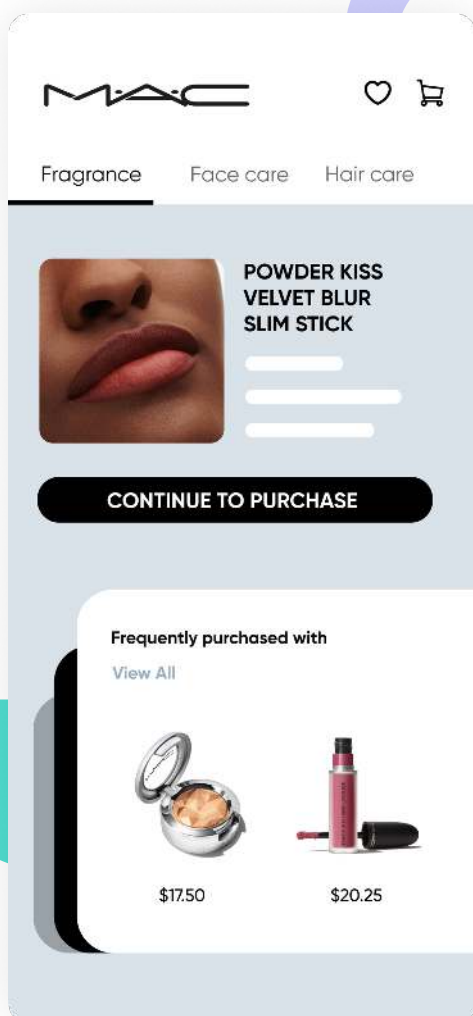 MAC
Fragrance Face care Hair care
POWDER KISS
VELVET BLUR
SLIM STICK
CONTINUE TO PURCHASE
Frequently purchased with
View All
$17.50 $20.25